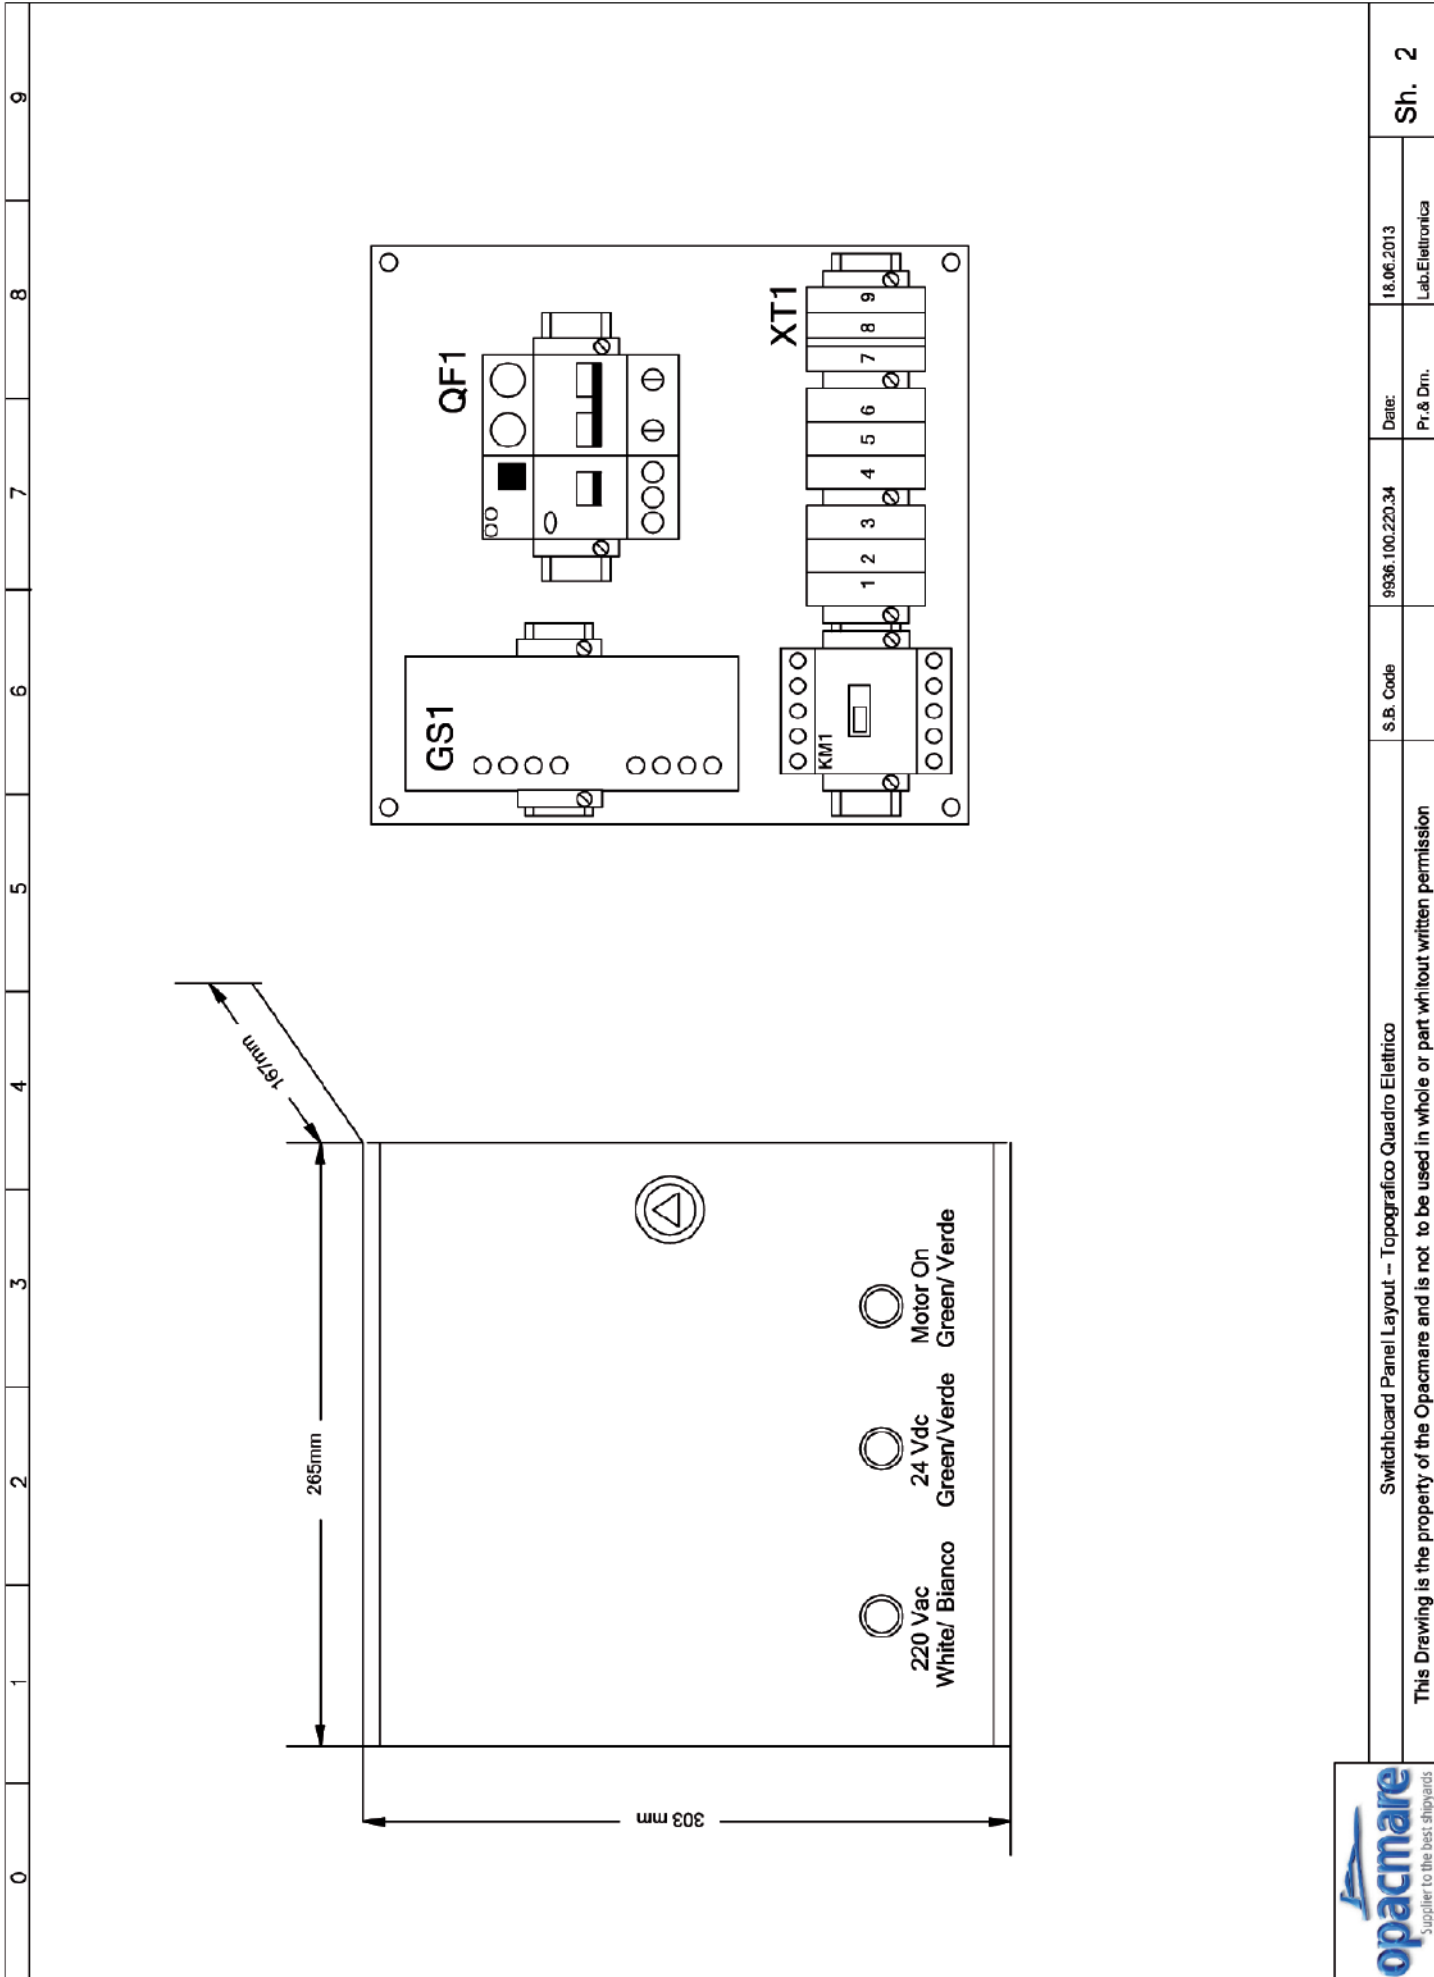 0 1 2 3 4 5 6 7 8 9
265mm
167mm
303 mm
220 Vac
White/ Bianco
24 Vdc
Green/Verde
Motor On
Green/ Verde
GS1
QF1
KM1
XT1
1 2 3 4 5 6 7 8 9
opacmare
Supplier to the best shipyards
Switchboard Panel Layout -- Topografico Quadro Elettrico
S.B. Code
9936.100.220.34
Date:
18.06.2013
Sh. 2
This Drawing is the property of the Opacmare and is not to be used in whole or part whitout written permission
Pr.& Drn.
Lab.Elettronica